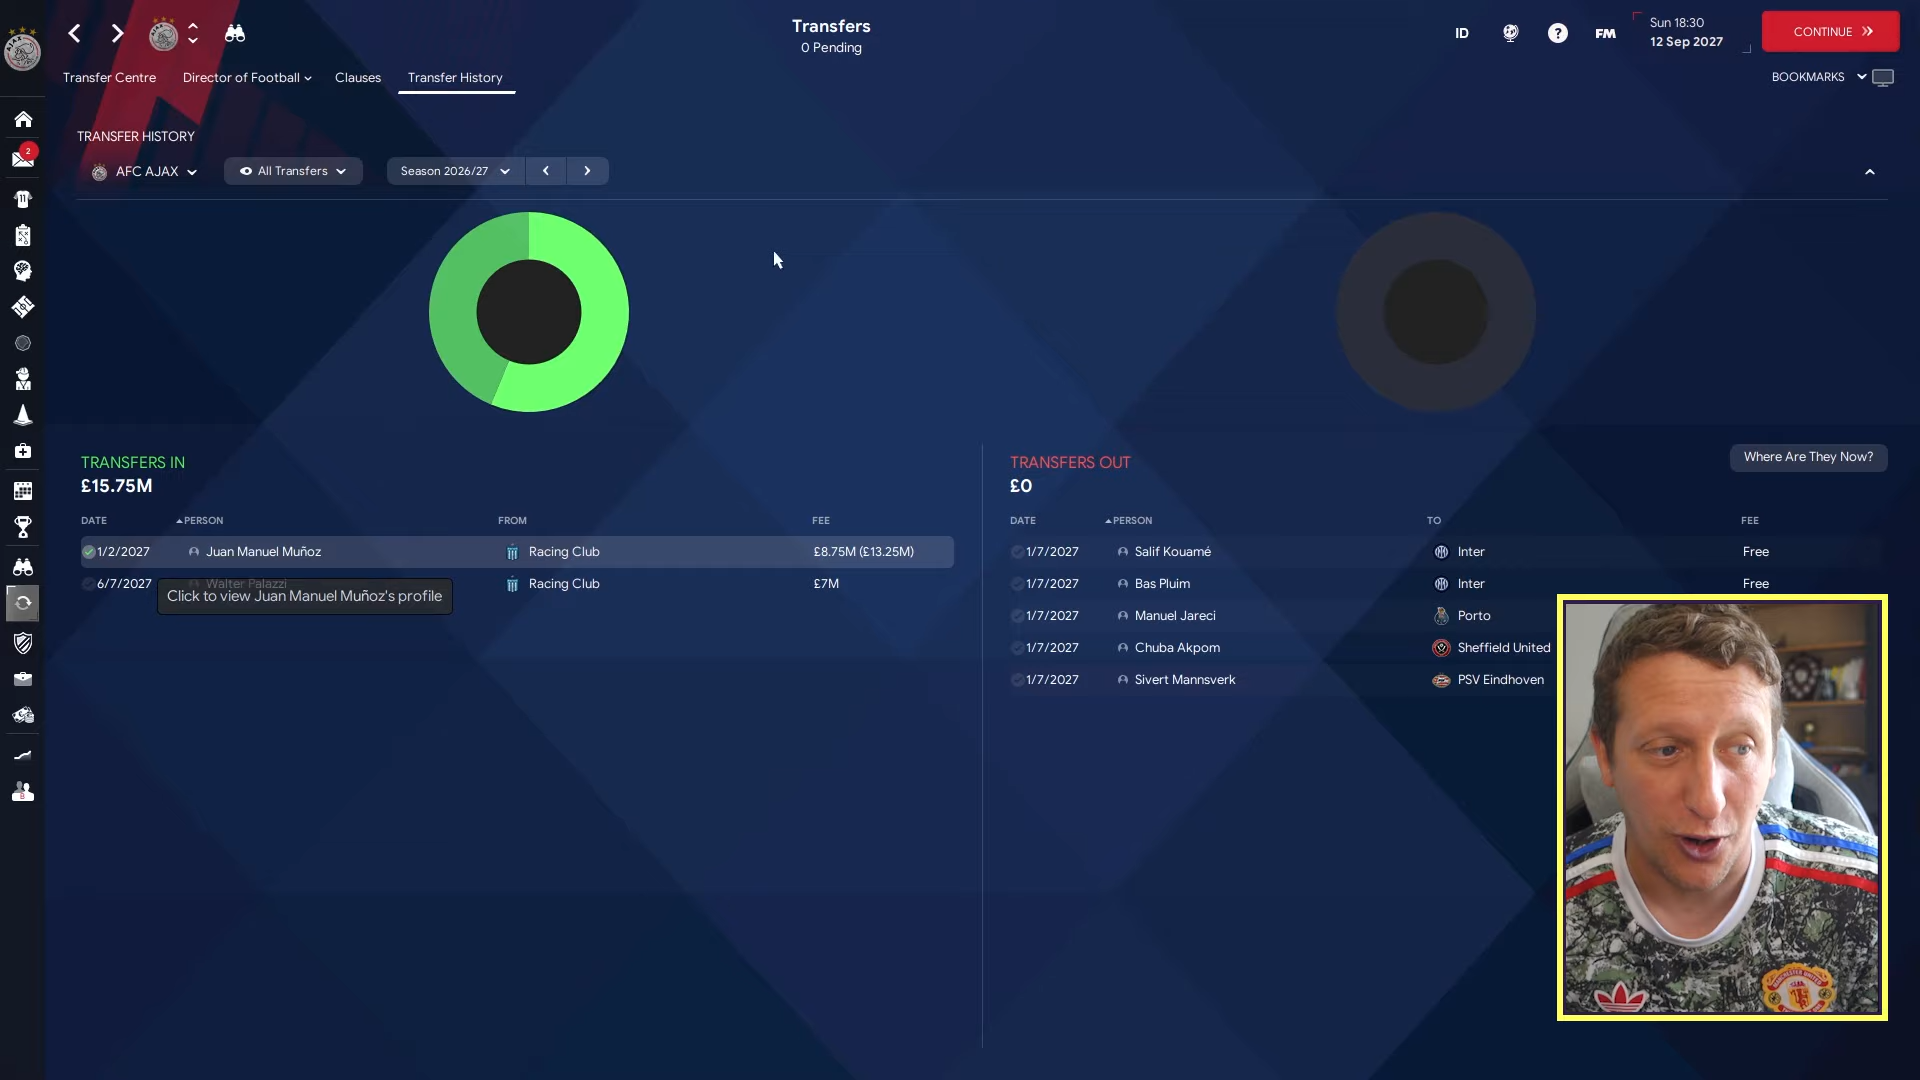 Transfers
0 Pending
ID
FM
Sun 18:30
12 Sep 2027
CONTINUE
Transfer Centre
Director of Football
Clauses
Transfer History
BOOKMARKS
2
11
TRANSFER HISTORY
AFC AJAX
All Transfers
Season 2026/27
TRANSFERS IN
£15.75M
DATE PERSON FROM FEE
1/2/2027 Juan Manuel Muñoz Racing Club £8.75M (£13.25M)
6/7/2027 Walter Palazzi Racing Club £7M
Click to view Juan Manuel Muñoz's profile
TRANSFERS OUT
£0
Where Are They Now?
DATE PERSON TO FEE
1/7/2027 Salif Kouamé Inter Free
1/7/2027 Bas Pluim Inter Free
1/7/2027 Manuel Jareci Porto
1/7/2027 Chuba Akpom Sheffield United
1/7/2027 Sivert Mannsverk PSV Eindhoven